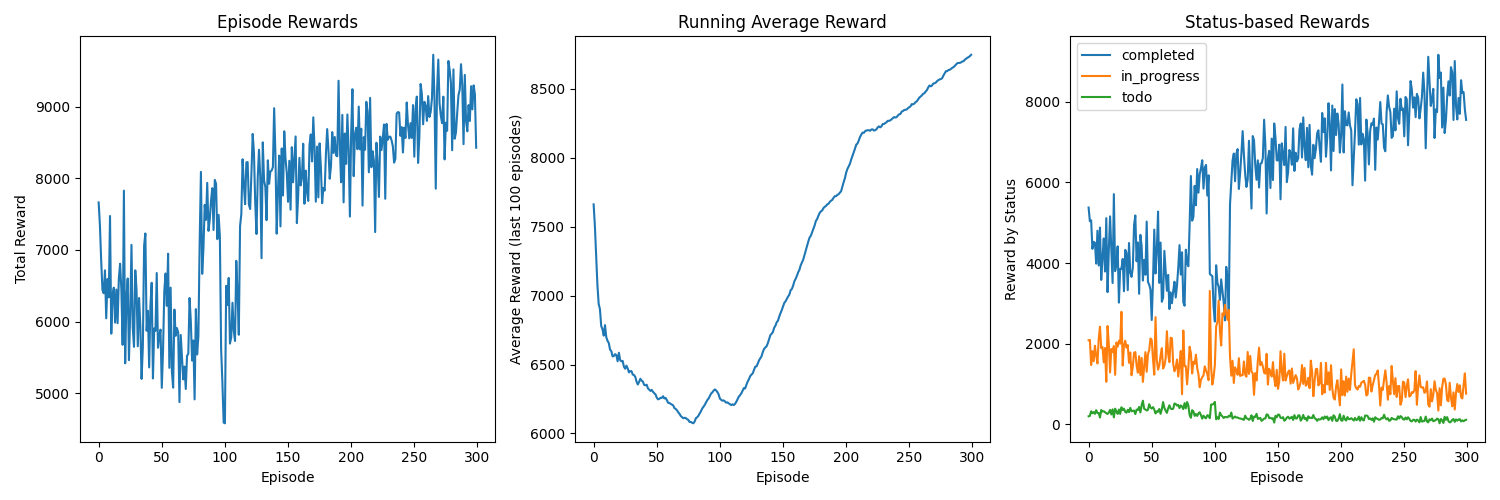 Episode Rewards
Total Reward
9000
8000
7000
6000
5000
0 50 100 150 200 250 300
Episode
Running Average Reward
Average Reward (last 100 episodes)
8500
8000
7500
7000
6500
6000
0 50 100 150 200 250 300
Episode
Status-based Rewards
Reward by Status
completed
in_progress
todo
8000
6000
4000
2000
0
0 50 100 150 200 250 300
Episode